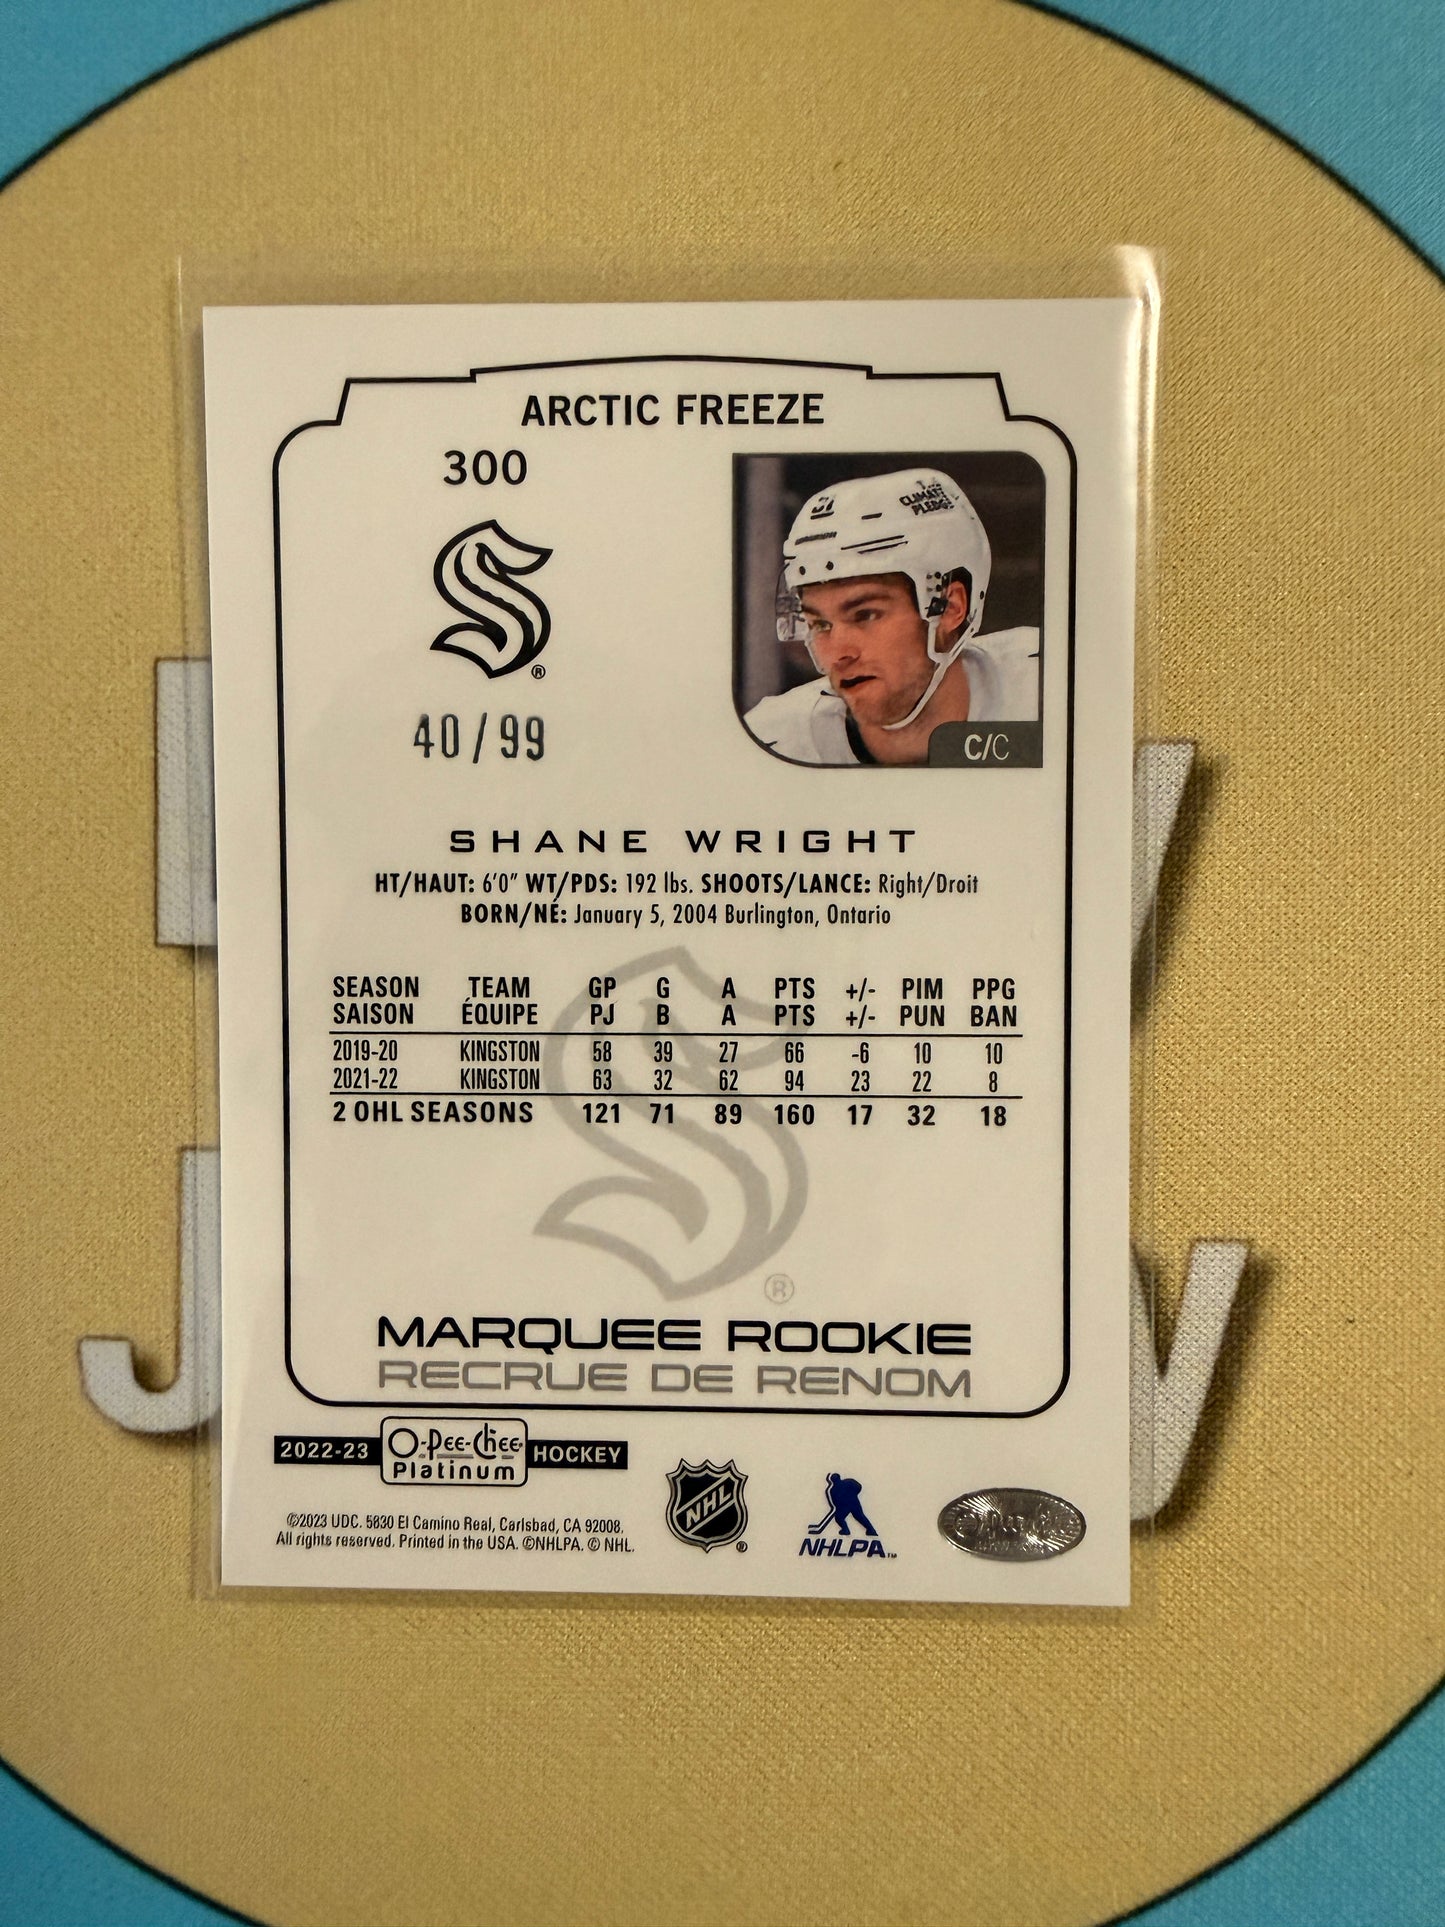 ARCTIC FREEZE
300
®
40/99
CLIMATE
PLEDGE
C/C
SHANE WRIGHT
HT/HAUT: 6'0" WT/PDS: 192 lbs. SHOOTS/LANCE: Right/Droit
BORN/NÉ: January 5, 2004 Burlington, Ontario
SEASON TEAM GP G A PTS +/- PIM PPG
SAISON ÉQUIPE PJ B A PTS +/- PUN BAN
2019-20 KINGSTON 58 39 27 66 -6 10 10
2021-22 KINGSTON 63 32 62 94 23 22 8
2 OHL SEASONS 121 71 89 160 17 32 18
®
MARQUEE ROOKIE
RECRUE DE RENOM
2022-23 O-Pee-Chee Platinum HOCKEY
©2023 UDC. 5830 El Camino Real, Carlsbad, CA 92008.
All rights reserved. Printed in the USA. ©NHLPA. © NHL.
NHL ®
NHLPA™
J